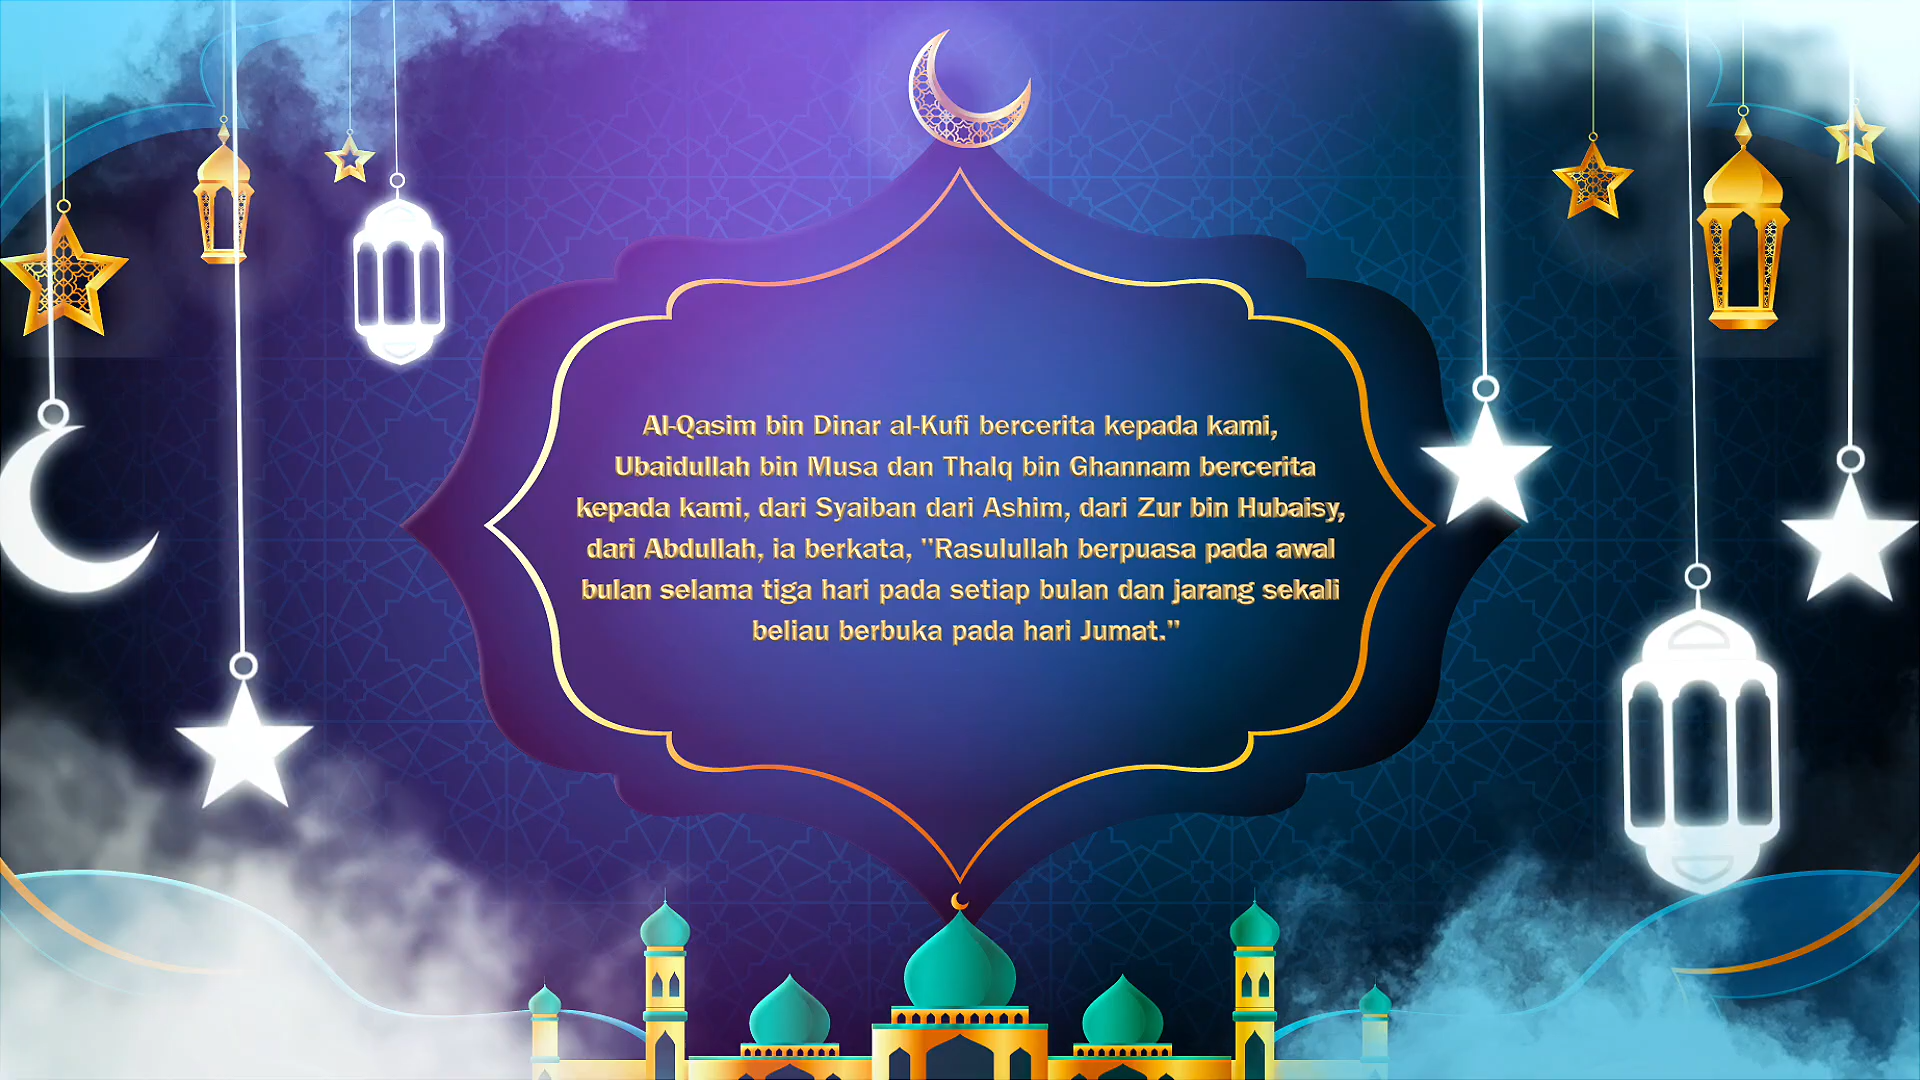 Al-Qasim bin Dinar al-Kufi bercerita kepada kami,
Ubaidullah bin Musa dan Thalq bin Ghannam bercerita
kepada kami, dari Syaiban dari Ashim, dari Zur bin Hubaisy,
dari Abdullah, ia berkata, "Rasulullah berpuasa pada awal
bulan selama tiga hari pada setiap bulan dan jarang sekali
beliau berbuka pada hari Jumat."